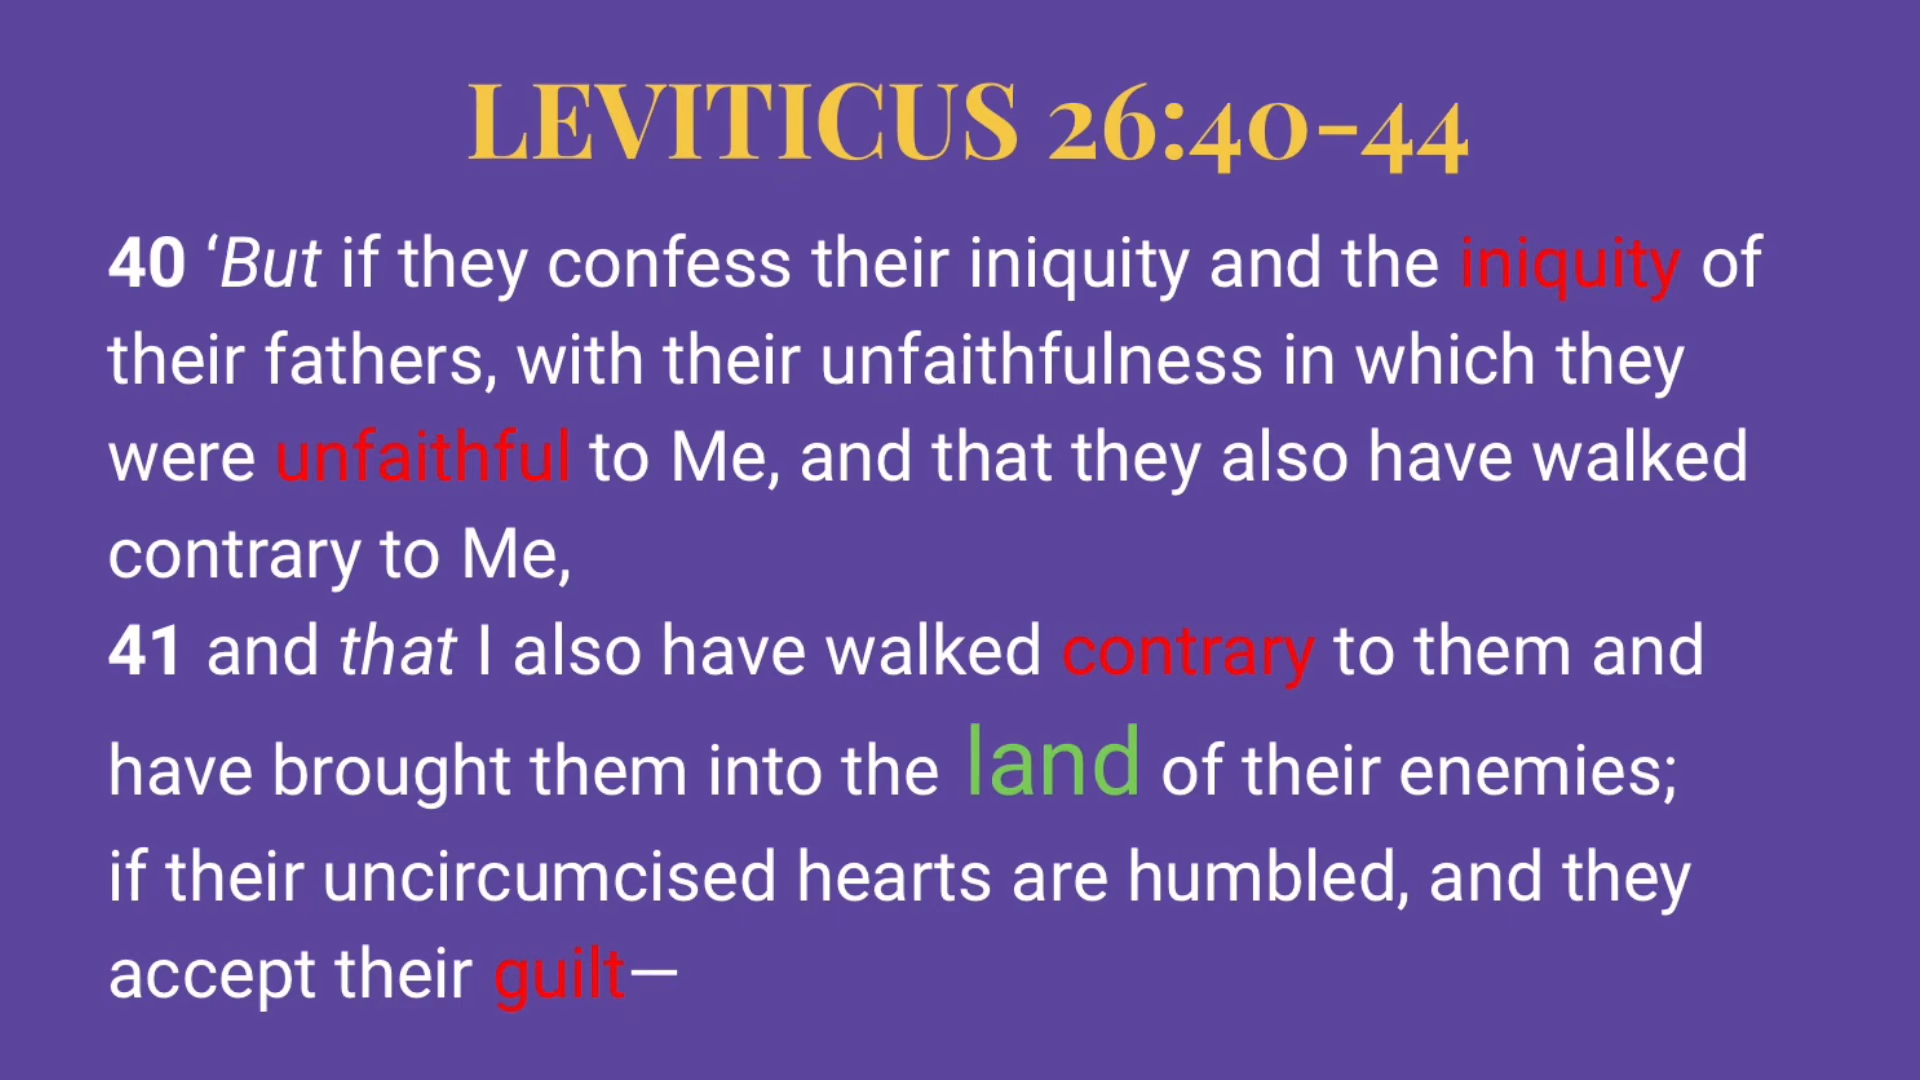 LEVITICUS 26:40-44
40 ‘But if they confess their iniquity and the iniquity of
their fathers, with their unfaithfulness in which they
were unfaithful to Me, and that they also have walked
contrary to Me,
41 and that I also have walked contrary to them and
have brought them into the land of their enemies;
if their uncircumcised hearts are humbled, and they
accept their guilt—